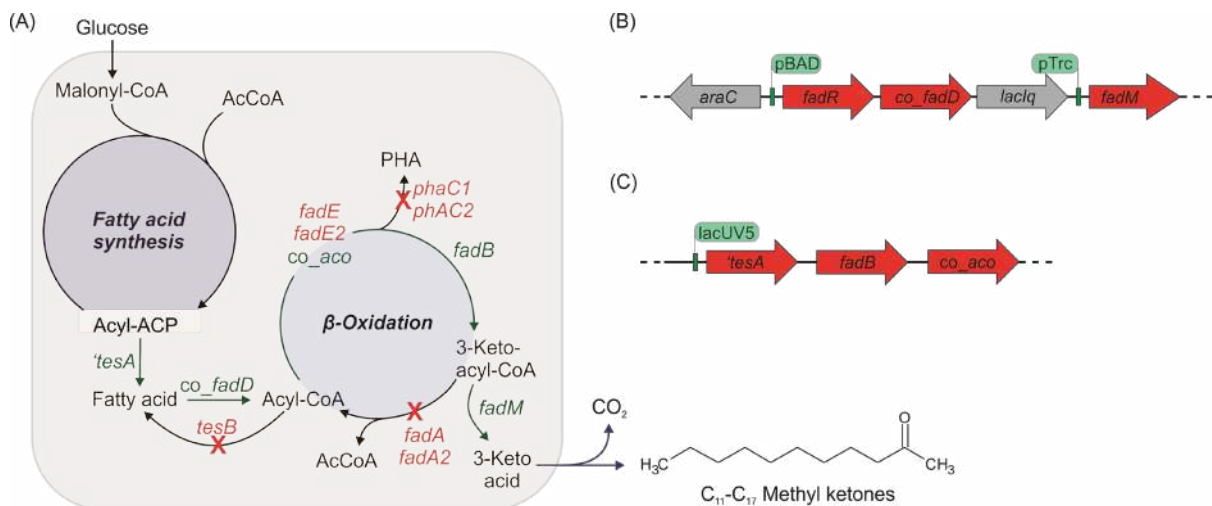 (A)
Glucose
Malonyl-CoA
AcCoA
Fatty acid
synthesis
Acyl-ACP
'tesA
Fatty acid
co_fadD
Acyl-CoA
tesB
PHA
phaC1
phAC2
fadE
fadE2
co_aco
fadB
β-Oxidation
3-Keto-
acyl-CoA
fadM
fadA
fadA2
AcCoA
3-Keto
acid
CO₂
H₃C
O
CH₃
C₁₁-C₁₇ Methyl ketones
(B)
pBAD
pTrc
araC
fadR
co_fadD
lacIq
fadM
(C)
lacUV5
'tesA
fadB
co_aco